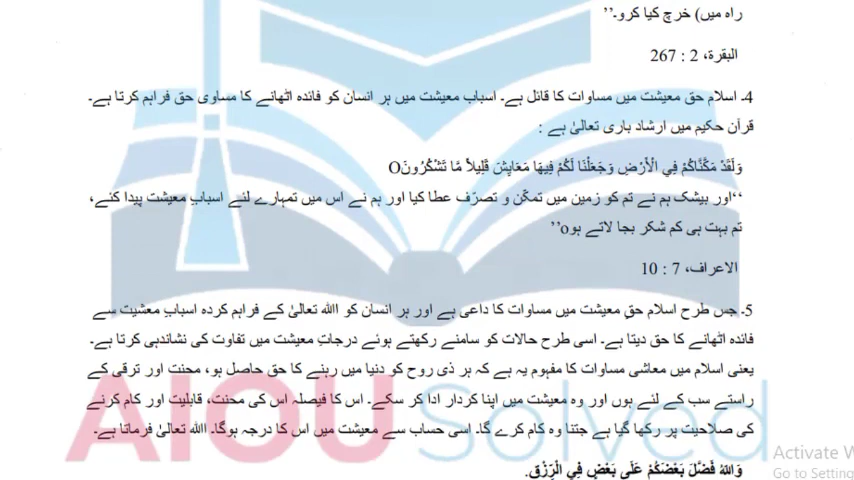 راہ میں) خرچ کیا کرو۔’’
البقرة، 2 : 267
4۔ اسلام حق معیشت میں مساوات کا قائل ہے۔ اسباب معیشت میں ہر انسان کو فائدہ اٹھانے کا مساوی حق فراہم کرتا ہے۔
قرآن حکیم میں ارشاد باری تعالیٰ ہے :
وَلَقَدْ مَكَّنَّاكُمْ فِي الْأَرْضِ وَجَعَلْنَا لَكُمْ فِيهَا مَعَايِشَ قَلِيلاً مَّا تَشْكُرُونَO
‘‘اور بیشک ہم نے تم کو زمین میں تمکّن و تصرّف عطا کیا اور ہم نے اس میں تمہارے لئے اسبابِ معیشت پیدا کئے،
تم بہت ہی کم شکر بجا لاتے ہوo’’
الاعراف، 7 : 10
5۔ جس طرح اسلام حقِ معیشت میں مساوات کا داعی ہے اور ہر انسان کو اﷲ تعالیٰ کے فراہم کردہ اسبابِ معشیت سے
فائدہ اٹھانے کا حق دیتا ہے۔ اسی طرح حالات کو سامنے رکھتے ہوئے درجاتِ معیشت میں تفاوت کی نشاندہی کرتا ہے۔
یعنی اسلام میں معاشی مساوات کا مفہوم یہ ہے کہ ہر ذی روح کو دنیا میں رہنے کا حق حاصل ہو، محنت اور ترقی کے
راستے سب کے لئے ہوں اور وہ معیشت میں اپنا کردار ادا کر سکے۔ اس کا فیصلہ اس کی محنت، قابلیت اور کام کرنے
کی صلاحیت پر رکھا گیا ہے جتنا وہ کام کرے گا۔ اسی حساب سے معیشت میں اس کا درجہ ہوگا۔ اﷲ تعالیٰ فرماتا ہے۔
وَاللهُ فَضَّلَ بَعْضَكُمْ عَلَى بَعْضٍ فِي الْرِّزْقِ.
AIOU Solved
Activate W
Go to Setting